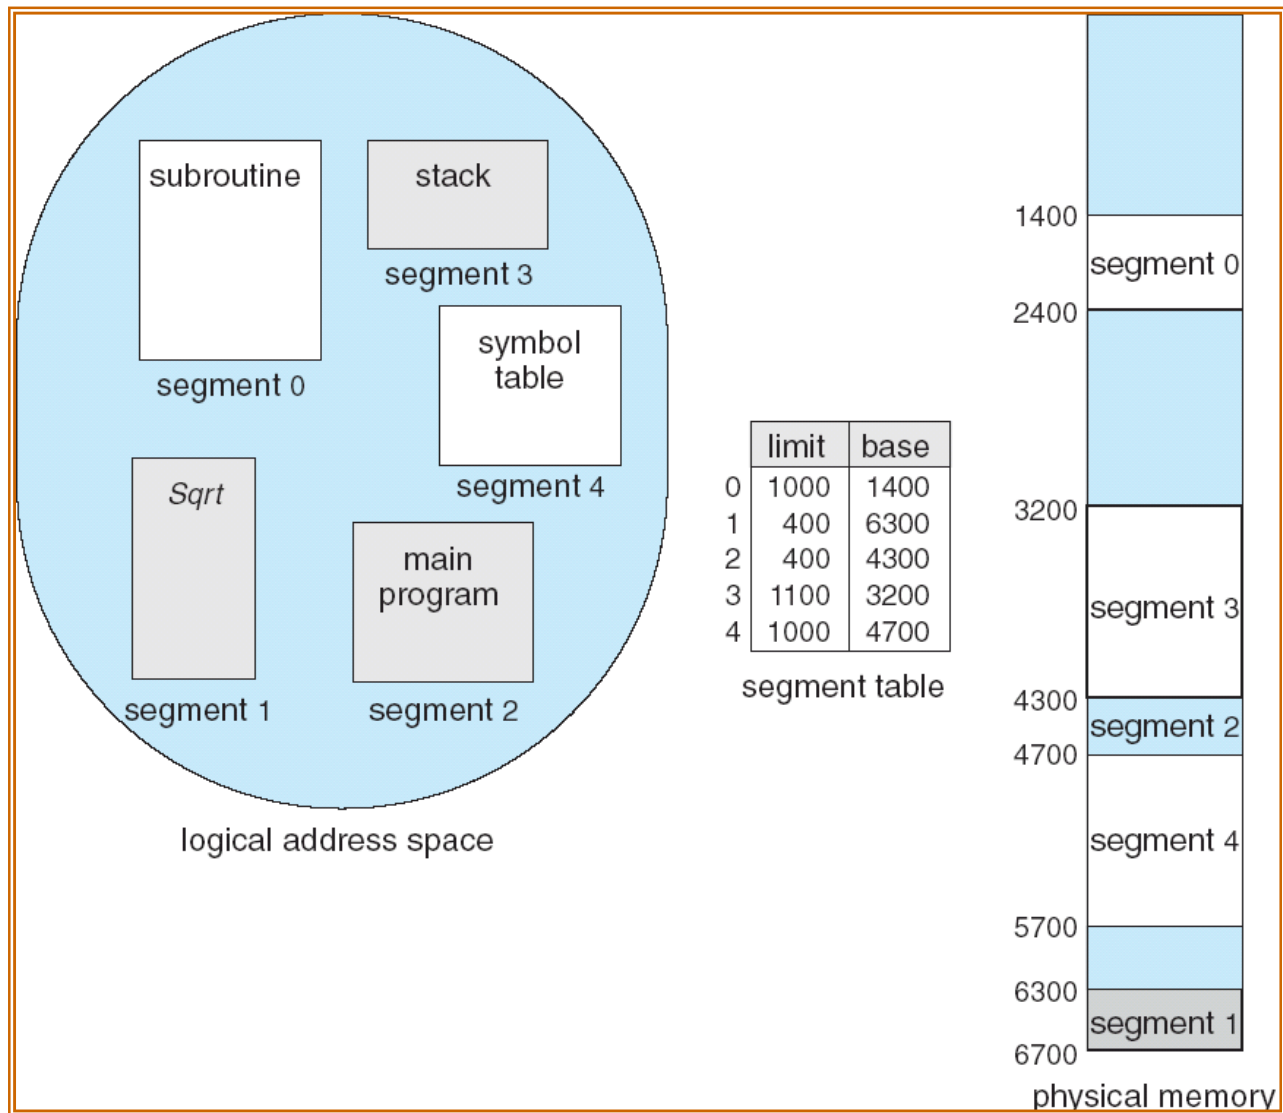 subroutine
segment 0
stack
segment 3
symbol
table
segment 4
Sqrt
segment 1
main
program
segment 2
logical address space
limit base
0 1000 1400
1 400 6300
2 400 4300
3 1100 3200
4 1000 4700
segment table
1400
segment 0
2400
3200
segment 3
4300
segment 2
4700
segment 4
5700
6300
segment 1
6700
physical memory